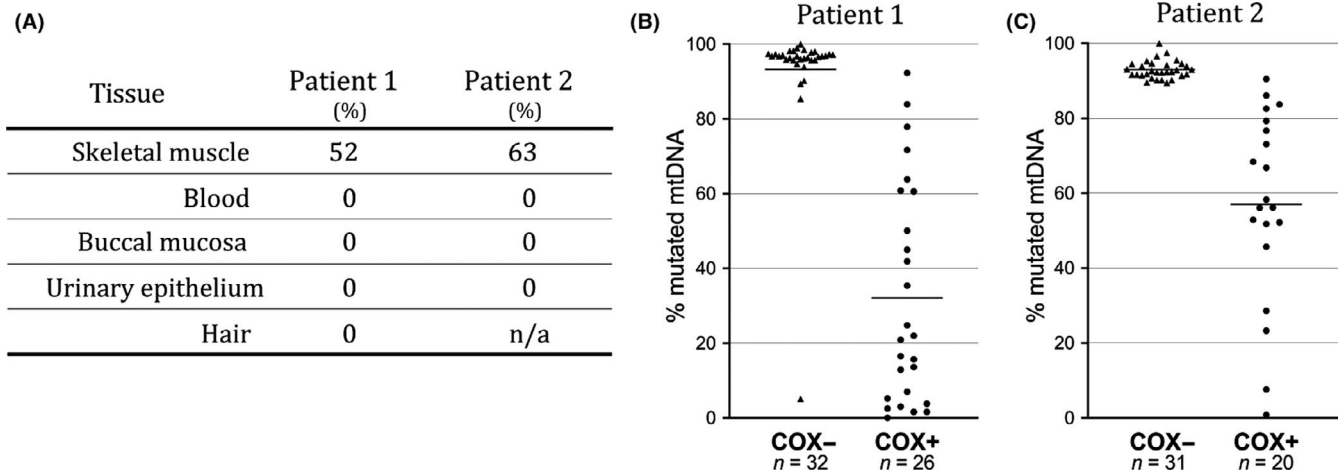 (A)
Tissue Patient 1 (%) Patient 2 (%)
Skeletal muscle 52 63
Blood 0 0
Buccal mucosa 0 0
Urinary epithelium 0 0
Hair 0 n/a
(B)
Patient 1
% mutated mtDNA
100
80
60
40
20
0
COX– COX+
n = 32 n = 26
(C)
Patient 2
% mutated mtDNA
100
80
60
40
20
0
COX– COX+
n = 31 n = 20